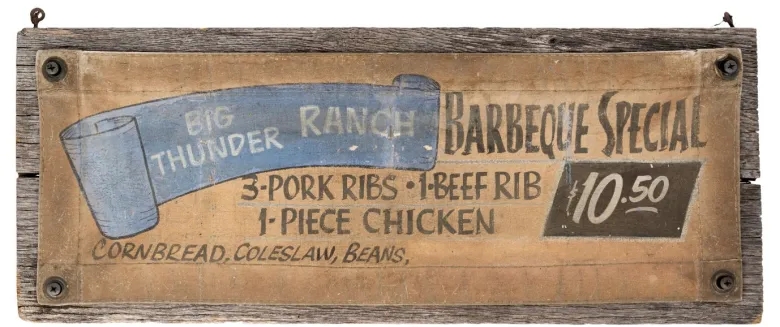 BIG THUNDER RANCH BARBEQUE SPECIAL
3-PORK RIBS • 1-BEEF RIB $10.50
1-PIECE CHICKEN
CORNBREAD, COLESLAW, BEANS,